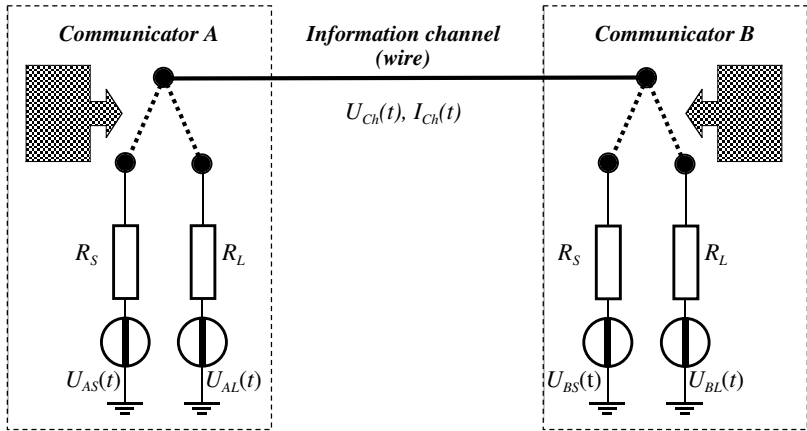 Communicator A
Information channel
(wire)
Communicator B
U_Ch(t), I_Ch(t)
R_S
R_L
R_S
R_L
U_AS(t)
U_AL(t)
U_BS(t)
U_BL(t)